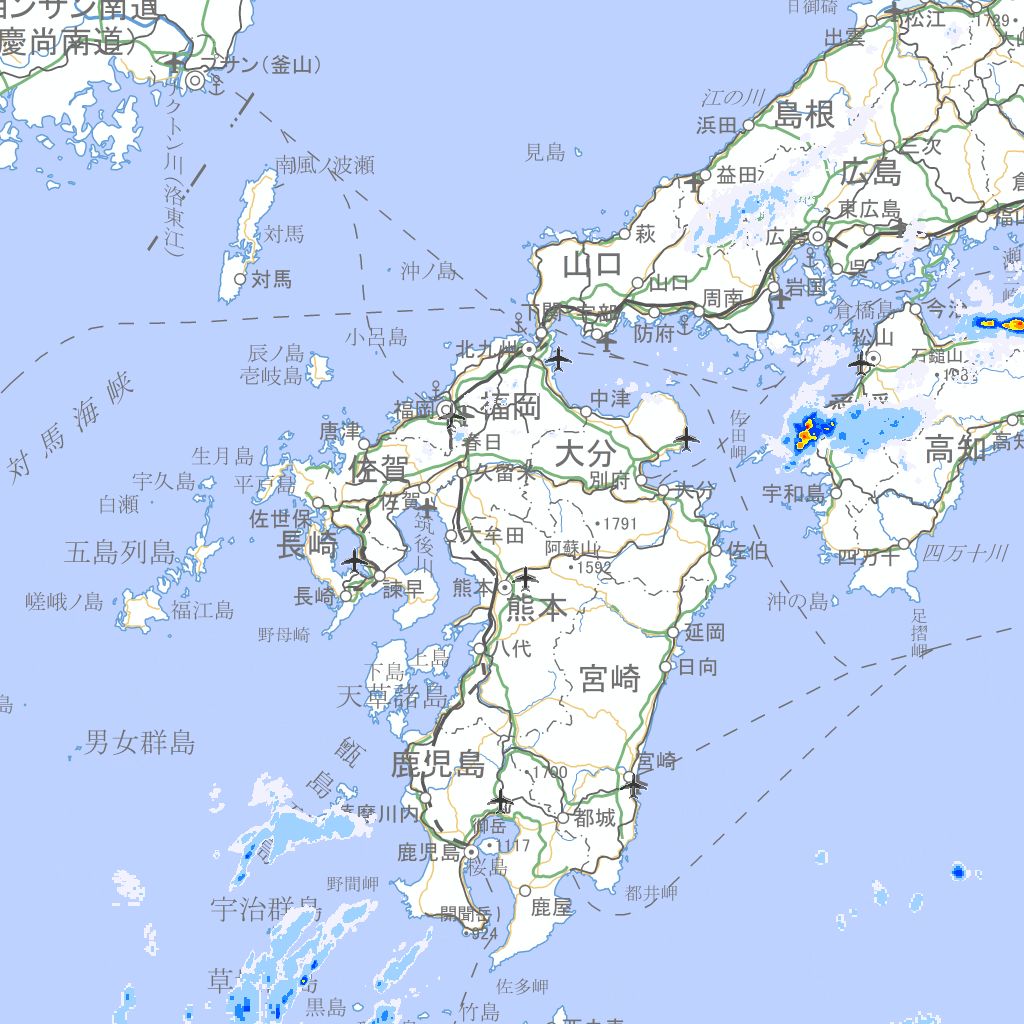 慶尚南道）
プサン（釜山）
日御碕
松江
出雲
江の川
浜田
島根
三次
見島
益田
広島
東広島
広島
南風ノ波瀬
対馬
対馬
沖ノ島
萩
山口
山口
呉
岩国
周南
防府
下関
倉橋島
松山
石鎚山
小呂島
辰ノ島
壱岐島
北九州
対馬海峡
福岡
福岡
中津
唐津
春日
佐田岬
高知
生月島
宇久島
平戸島
佐賀
佐賀
久留米
大分
別府
大分
白瀬
佐世保
宇和島
・1791
大牟田
筑後川
阿蘇山
・1592
佐伯
四万十川
五島列島
長崎
諫早
長崎
熊本
熊本
沖の島
嵯峨ノ島
福江島
野母崎
足摺岬
延岡
八代
日向
下島
上島
天草諸島
宮崎
男女群島
甑島
鹿児島
・1700
宮崎
川内
都城
御岳
・1117
鹿児島
桜島
野間岬
都井岬
宇治群島
鹿屋
開聞岳
・924
佐多岬
黒島
竹島